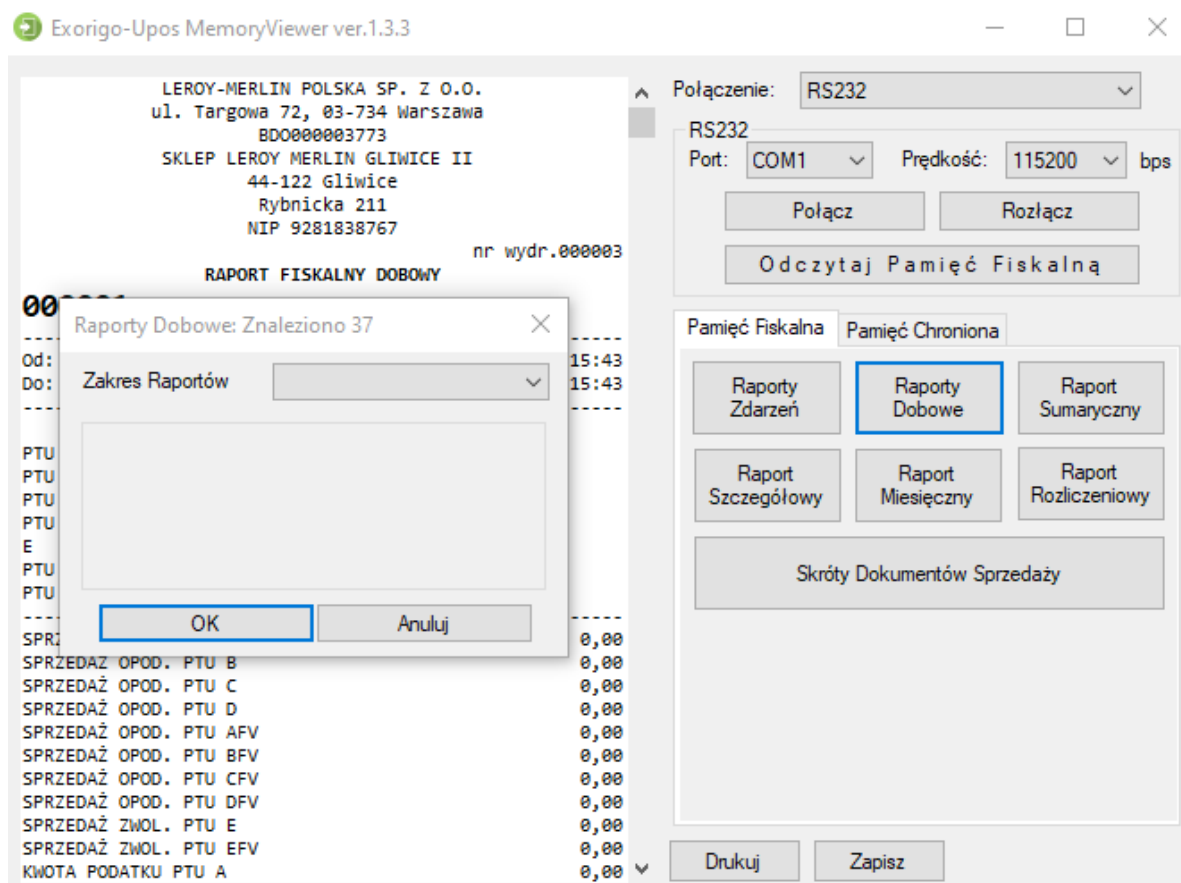 Exorigo-Upos MemoryViewer ver.1.3.3
LEROY-MERLIN POLSKA SP. Z O.O.
ul. Targowa 72, 03-734 Warszawa
BDO000003773
SKLEP LEROY MERLIN GLIWICE II
44-122 Gliwice
Rybnicka 211
NIP 9281838767
nr wydr.000003
RAPORT FISKALNY DOBOWY
Od: 15:43
Do: 15:43
PTU
PTU
PTU
PTU
E
PTU
PTU
0,00
SPRZEDAŻ OPOD. PTU B 0,00
SPRZEDAŻ OPOD. PTU C 0,00
SPRZEDAŻ OPOD. PTU D 0,00
SPRZEDAŻ OPOD. PTU AFV 0,00
SPRZEDAŻ OPOD. PTU BFV 0,00
SPRZEDAŻ OPOD. PTU CFV 0,00
SPRZEDAŻ OPOD. PTU DFV 0,00
SPRZEDAŻ ZWOL. PTU E 0,00
SPRZEDAŻ ZWOL. PTU EFV 0,00
KWOTA PODATKU PTU A 0,00
Raporty Dobowe: Znaleziono 37
Zakres Raportów
OK Anuluj
Połączenie: RS232
RS232
Port: COM1 Prędkość: 115200 bps
Połącz Rozłącz
Odczytaj Pamięć Fiskalną
Pamięć Fiskalna Pamięć Chroniona
Raporty Zdarzeń
Raporty Dobowe
Raport Sumaryczny
Raport Szczegółowy
Raport Miesięczny
Raport Rozliczeniowy
Skróty Dokumentów Sprzedaży
Drukuj Zapisz